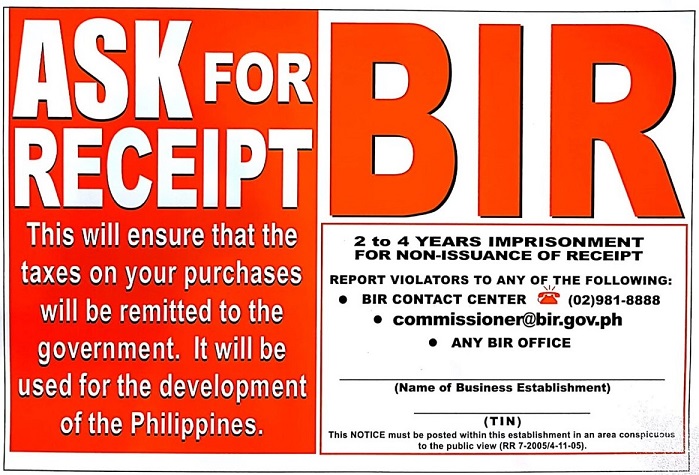 ASK FOR
RECEIPT
This will ensure that the
taxes on your purchases
will be remitted to the
government. It will be
used for the development
of the Philippines.
BIR
2 to 4 YEARS IMPRISONMENT
FOR NON-ISSUANCE OF RECEIPT
REPORT VIOLATORS TO ANY OF THE FOLLOWING:
● BIR CONTACT CENTER ☎ (02)981-8888
● commissioner@bir.gov.ph
● ANY BIR OFFICE
(Name of Business Establishment)
(TIN)
This NOTICE must be posted within this establishment in an area conspicuous
to the public view (RR 7-2005/4-11-05).